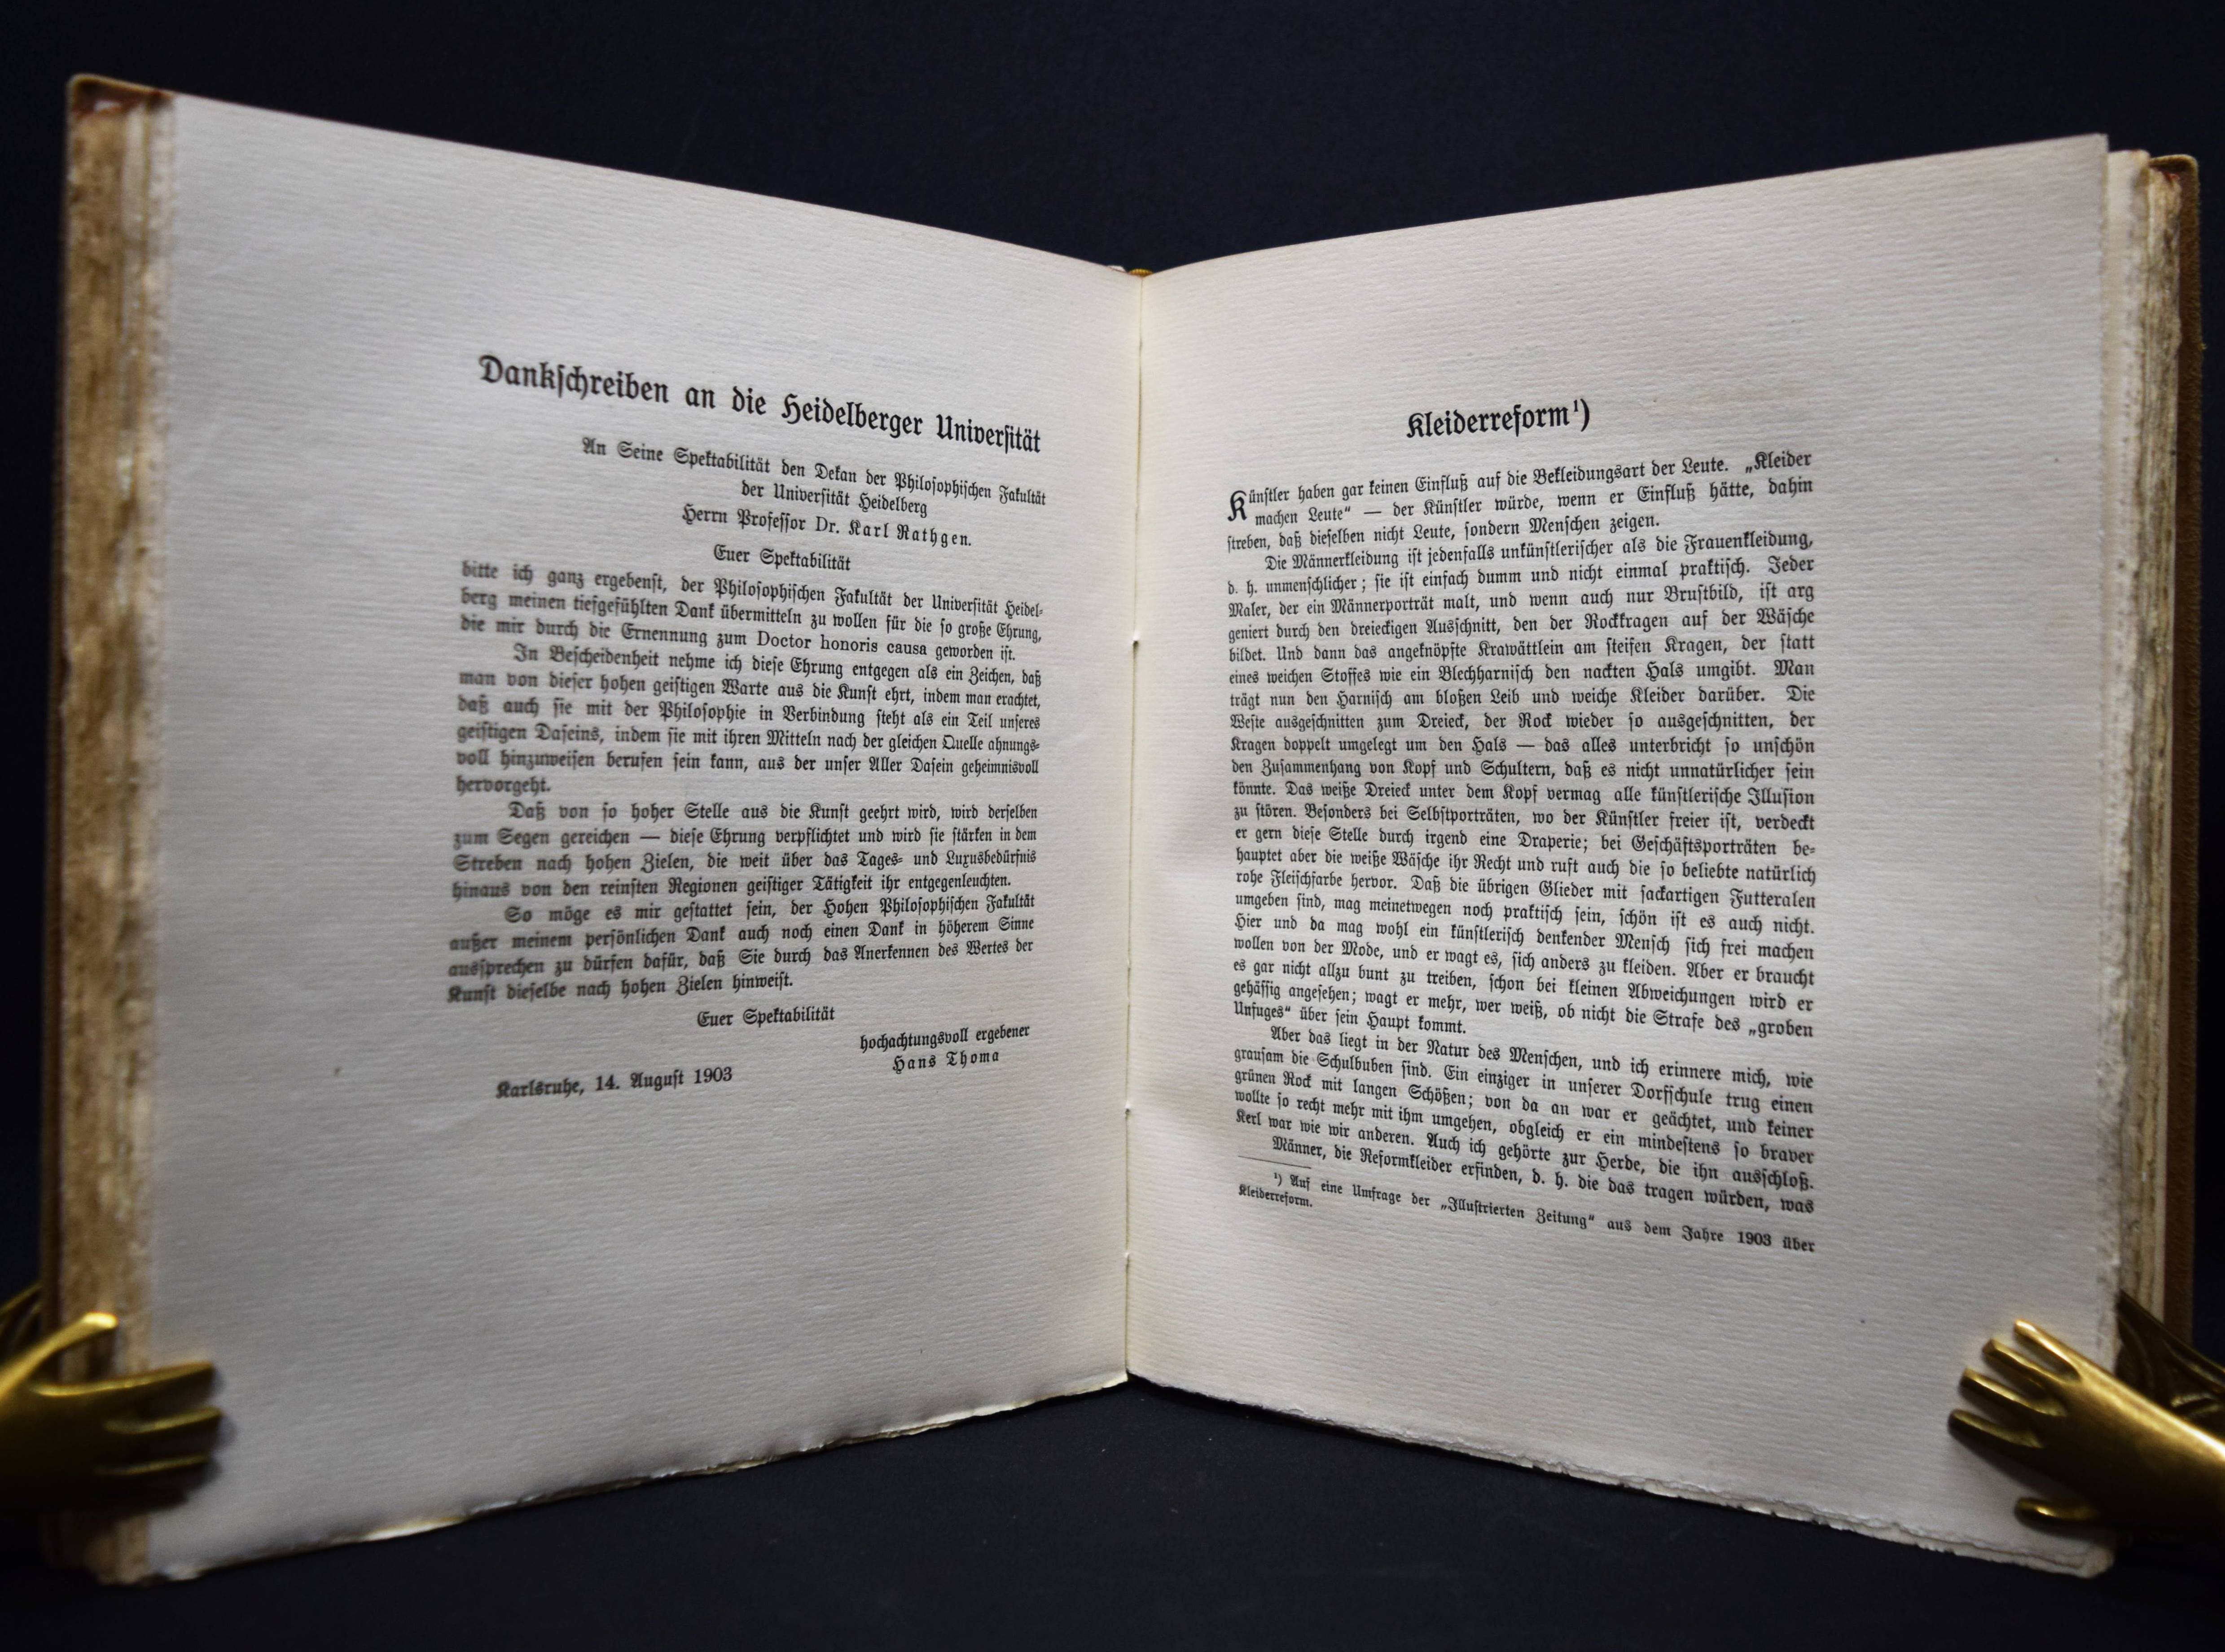 Dankschreiben an die Heidelberger Universität
An Seine Spektabilität den Dekan der Philosophischen Fakultät
der Universität Heidelberg
Herrn Professor Dr. Karl Rathgen.
Euer Spektabilität
bitte ich ganz ergebenst, der Philosophischen Fakultät der Universität Heidel-
berg meinen tiefgefühlten Dank übermitteln zu wollen für die so große Ehrung,
die mir durch die Ernennung zum Doctor honoris causa geworden ist.
In Bescheidenheit nehme ich diese Ehrung entgegen als ein Zeichen, daß
man von dieser hohen geistigen Warte aus die Kunst ehrt, indem man erachtet,
daß auch sie mit der Philosophie in Verbindung steht als ein Teil unseres
geistigen Daseins, indem sie mit ihren Mitteln nach der gleichen Quelle ahnungs-
voll hinzuweisen berufen sein kann, aus der unser Aller Dasein geheimnisvoll
hervorgeht.
Daß von so hoher Stelle aus die Kunst geehrt wird, wird derselben
zum Segen gereichen — diese Ehrung verpflichtet und wird sie stärken in dem
Streben nach hohen Zielen, die weit über das Tages- und Luxusbedürfnis
hinaus von den reinsten Regionen geistiger Tätigkeit ihr entgegenleuchten.
So möge es mir gestattet sein, der Hohen Philosophischen Fakultät
außer meinem persönlichen Dank auch noch einen Dank in höherem Sinne
aussprechen zu dürfen dafür, daß Sie durch das Anerkennen des Wertes der
Kunst dieselbe nach hohen Zielen hinweist.
Euer Spektabilität
hochachtungsvoll ergebener
Hans Thoma
Karlsruhe, 14. August 1903
Kleiderreform¹)
Künstler haben gar keinen Einfluß auf die Bekleidungsart der Leute. „Kleider
machen Leute“ — der Künstler würde, wenn er Einfluß hätte, dahin
streben, daß dieselben nicht Leute, sondern Menschen zeigen.
Die Männerkleidung ist jedenfalls unkünstlerischer als die Frauenkleidung,
d. h. unmenschlicher; sie ist einfach dumm und nicht einmal praktisch. Jeder
Maler, der ein Männerporträt malt, und wenn auch nur Brustbild, ist arg
geniert durch den dreieckigen Ausschnitt, den der Rockkragen auf der Wäsche
bildet. Und dann das angeknöpfte Krawättlein am steifen Kragen, der statt
eines weichen Stoffes wie ein Blechharnisch den nackten Hals umgibt. Man
trägt nun den Harnisch am bloßen Leib und weiche Kleider darüber. Die
Weste ausgeschnitten zum Dreieck, der Rock wieder so ausgeschnitten, der
Kragen doppelt umgelegt um den Hals — das alles unterbricht so unschön
den Zusammenhang von Kopf und Schultern, daß es nicht unnatürlicher sein
könnte. Das weiße Dreieck unter dem Kopf vermag alle künstlerische Illusion
zu stören. Besonders bei Selbstporträten, wo der Künstler freier ist, verdeckt
er gern diese Stelle durch irgend eine Draperie; bei Geschäftsporträten be-
hauptet aber die weiße Wäsche ihr Recht und ruft auch die so beliebte natürlich
rohe Fleischfarbe hervor. Daß die übrigen Glieder mit sackartigen Futteralen
umgeben sind, mag meinetwegen noch praktisch sein, schön ist es auch nicht.
Hier und da mag wohl ein künstlerisch denkender Mensch sich frei machen
wollen von der Mode, und er wagt es, sich anders zu kleiden. Aber er braucht
es gar nicht allzu bunt zu treiben, schon bei kleinen Abweichungen wird er
gehässig angesehen; wagt er mehr, wer weiß, ob nicht die Strafe des „groben
Unfuges“ über sein Haupt kommt.
Aber das liegt in der Natur des Menschen, und ich erinnere mich, wie
grausam die Schulbuben sind. Ein einziger in unserer Dorfschule trug einen
grünen Rock mit langen Schößen; von da an war er geächtet, und keiner
wollte so recht mehr mit ihm umgehen, obgleich er ein mindestens so braver
Kerl war wie wir anderen. Auch ich gehörte zur Herde, die ihn ausschloß.
Männer, die Reformkleider erfinden, d. h. die das tragen würden, was
¹) Auf eine Umfrage der „Illustrierten Zeitung“ aus dem Jahre 1903 über
Kleiderreform.